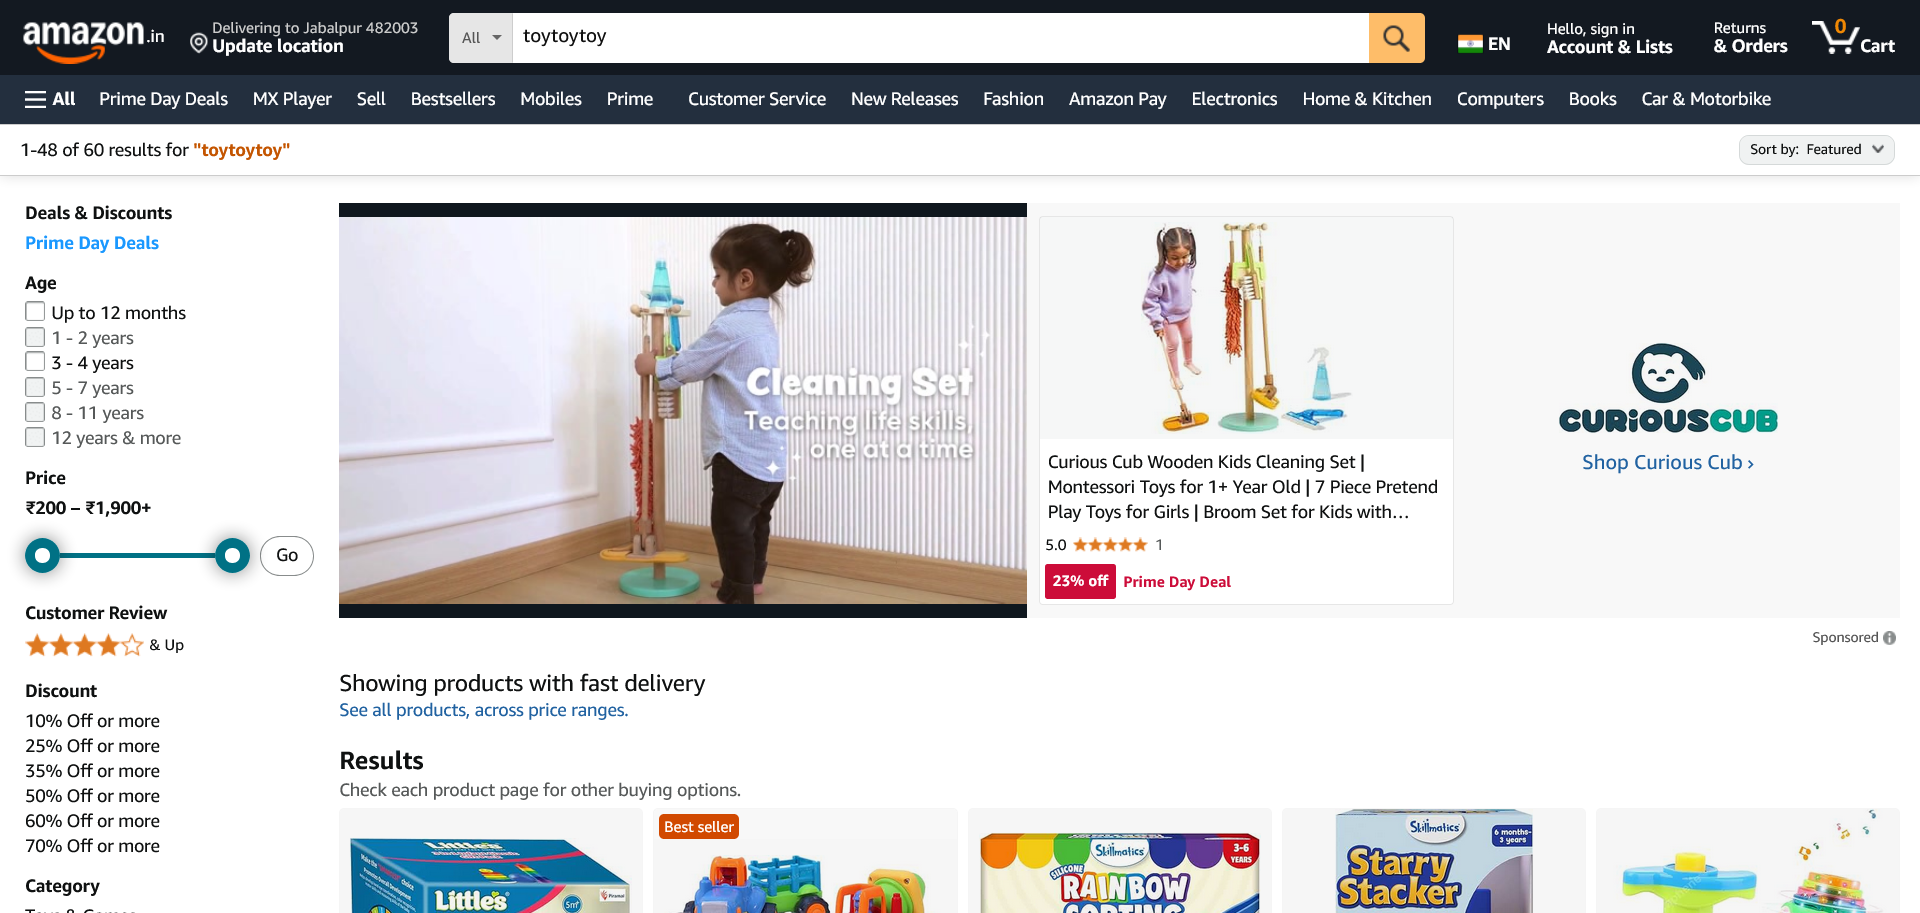 amazon.in
Delivering to Jabalpur 482003
Update location
All
toytoytoy
EN
Hello, sign in
Account & Lists
Returns
& Orders
0
Cart
All
Prime Day Deals
MX Player
Sell
Bestsellers
Mobiles
Prime
Customer Service
New Releases
Fashion
Amazon Pay
Electronics
Home & Kitchen
Computers
Books
Car & Motorbike
1-48 of 60 results for "toytoytoy"
Sort by: Featured
Deals & Discounts
Prime Day Deals
Age
Up to 12 months
1 - 2 years
3 - 4 years
5 - 7 years
8 - 11 years
12 years & more
Price
₹200 – ₹1,900+
Go
Customer Review
& Up
Discount
10% Off or more
25% Off or more
35% Off or more
50% Off or more
60% Off or more
70% Off or more
Category
Cleaning Set
Teaching life skills,
one at a time
Curious Cub Wooden Kids Cleaning Set |
Montessori Toys for 1+ Year Old | 7 Piece Pretend
Play Toys for Girls | Broom Set for Kids with…
5.0
1
23% off
Prime Day Deal
CURiOUSCUB
Shop Curious Cub ›
Sponsored
Showing products with fast delivery
See all products, across price ranges.
Results
Check each product page for other buying options.
LiTTLe's
LiTTLe's
5m+
Piramal
Best seller
Skillmatics
3-6
YEARS
SILICONE
RAINBOW
SORTING
Skillmatics
6 months-
3 years
Starry
Stacker